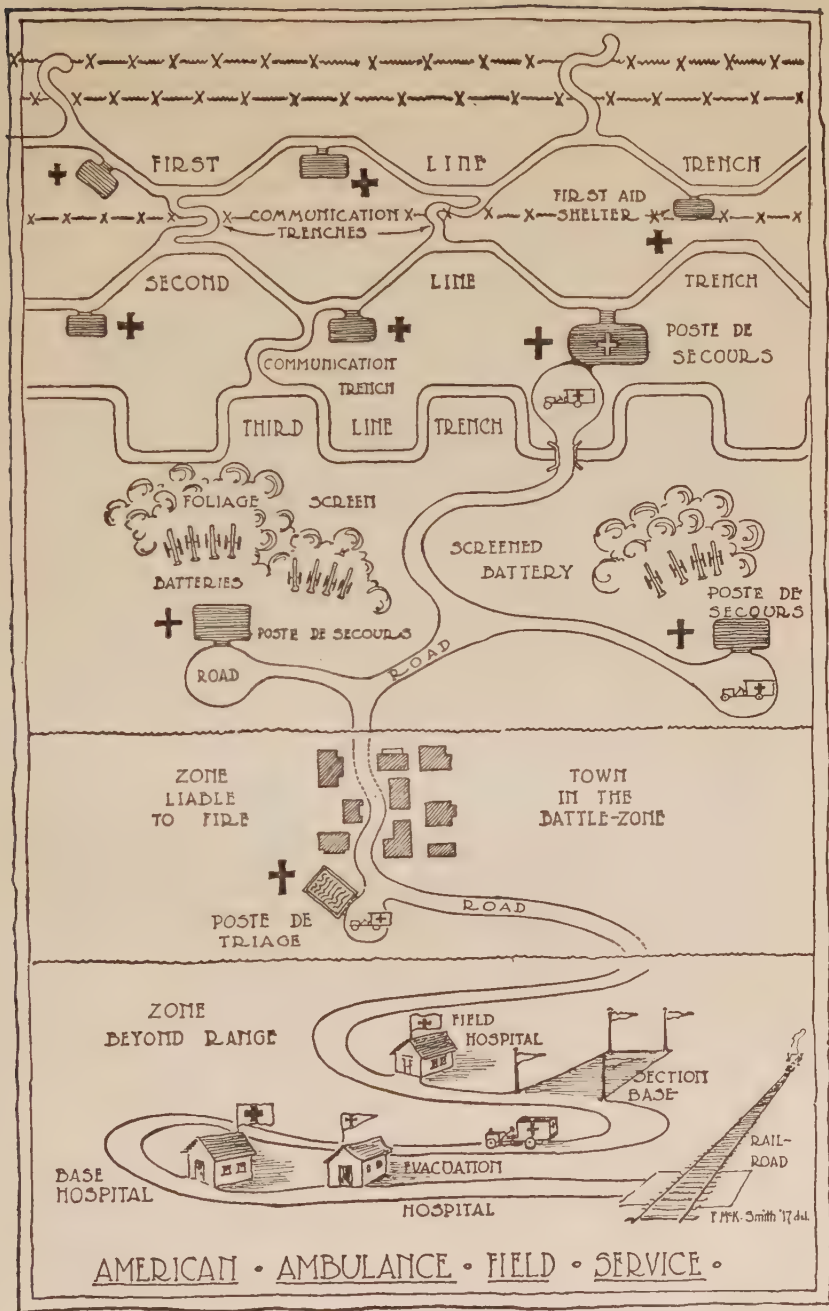 FIRST LINE TRENCH
FIRST AID
SHELTER
COMMUNICATION
TRENCHES
SECOND LINE TRENCH
POSTE DE
SECOURS
COMMUNICATION
TRENCH
THIRD LINE TRENCH
FOLIAGE SCREEN
BATTERIES
SCREENED
BATTERY
POSTE DE
SECOURS
POSTE DE SECOURS
ROAD
ROAD
ZONE
LIABLE
TO FIRE
TOWN
IN THE
BATTLE-ZONE
POSTE DE
TRIAGE
ROAD
ZONE
BEYOND RANGE
FIELD
HOSPITAL
SECTION
BASE
BASE
HOSPITAL
EVACUATION
HOSPITAL
RAIL-
ROAD
F. McK. Smith '17 del.
AMERICAN • AMBULANCE • FIELD • SERVICE •